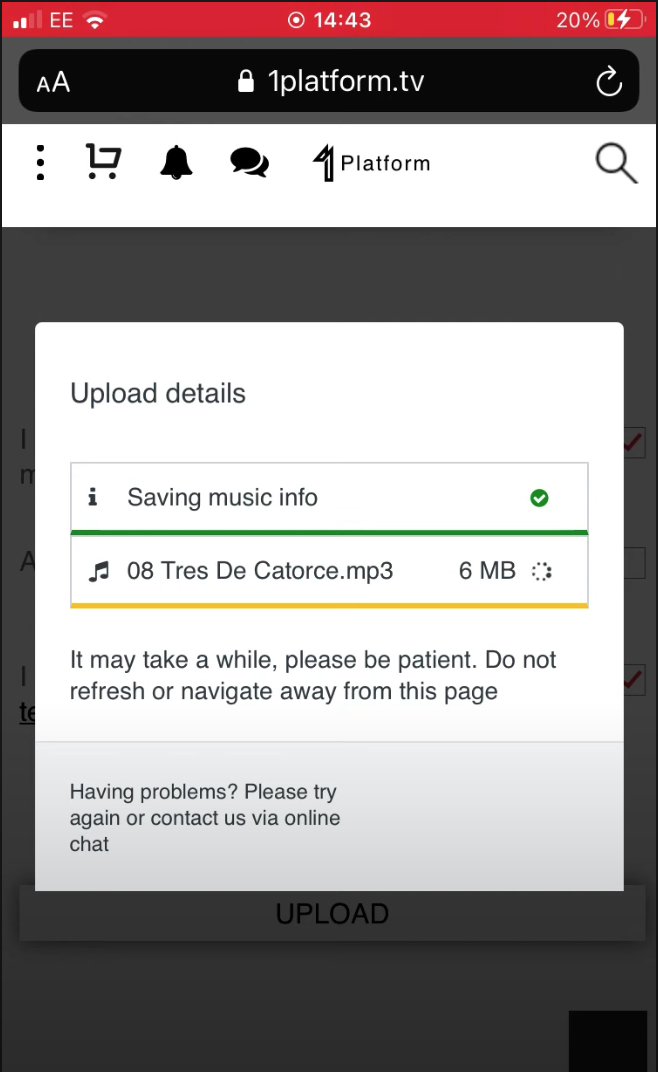 EE 14:43 20%
AA 1platform.tv
1 Platform
Upload details
Saving music info
08 Tres De Catorce.mp3 6 MB
It may take a while, please be patient. Do not
refresh or navigate away from this page
Having problems? Please try
again or contact us via online
chat
UPLOAD